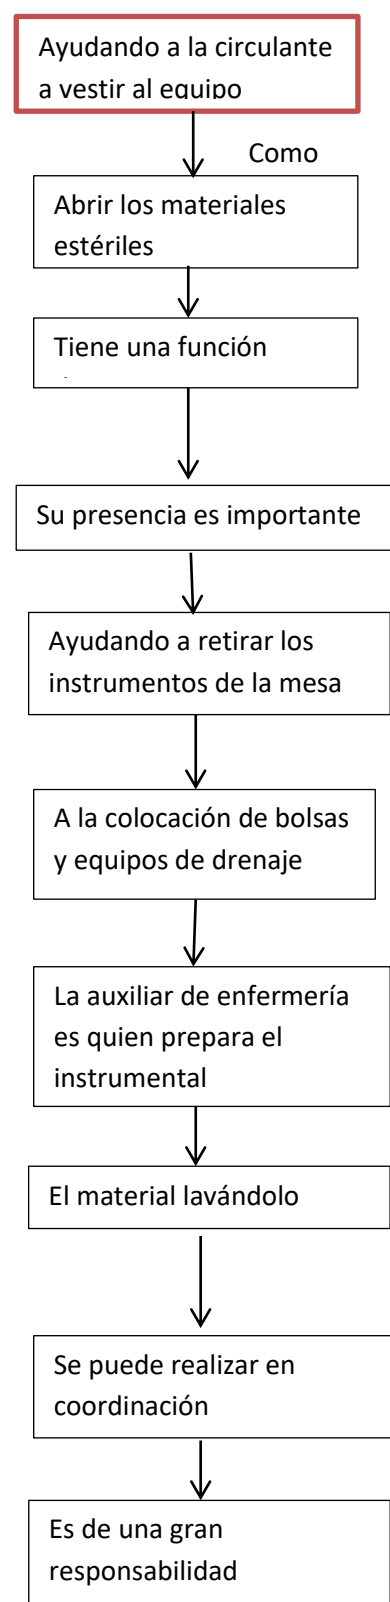 Ayudando a la circulante
a vestir al equipo
Como
Abrir los materiales
estériles
Tiene una función
Su presencia es importante
Ayudando a retirar los
instrumentos de la mesa
A la colocación de bolsas
y equipos de drenaje
La auxiliar de enfermería
es quien prepara el
instrumental
El material lavándolo
Se puede realizar en
coordinación
Es de una gran
responsabilidad